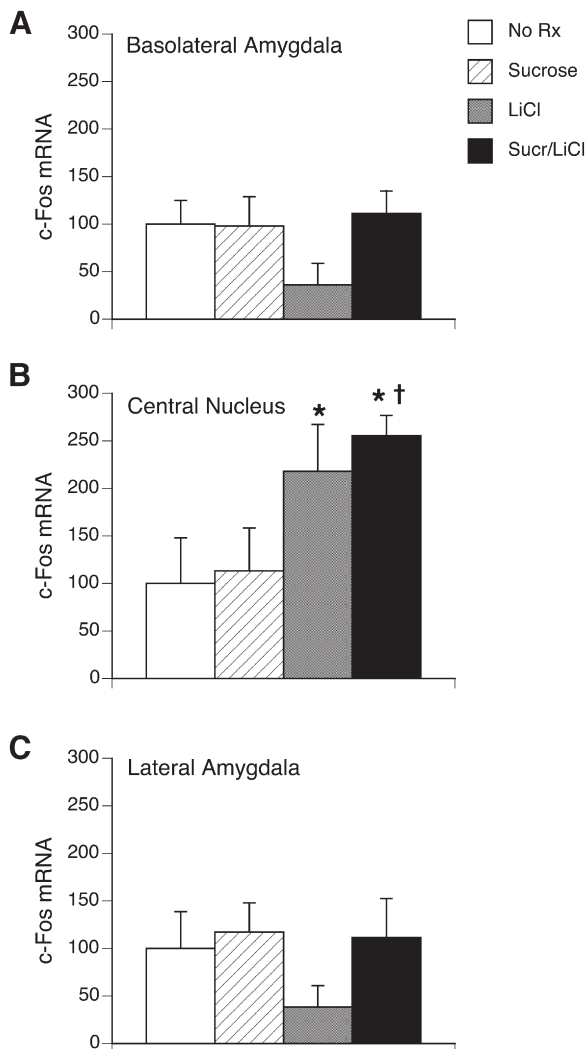 A
Basolateral Amygdala
c-Fos mRNA
300
250
200
150
100
50
0
No Rx
Sucrose
LiCl
Sucr/LiCl
B
Central Nucleus
c-Fos mRNA
300
250
200
150
100
50
0
*
* †
C
Lateral Amygdala
c-Fos mRNA
300
250
200
150
100
50
0